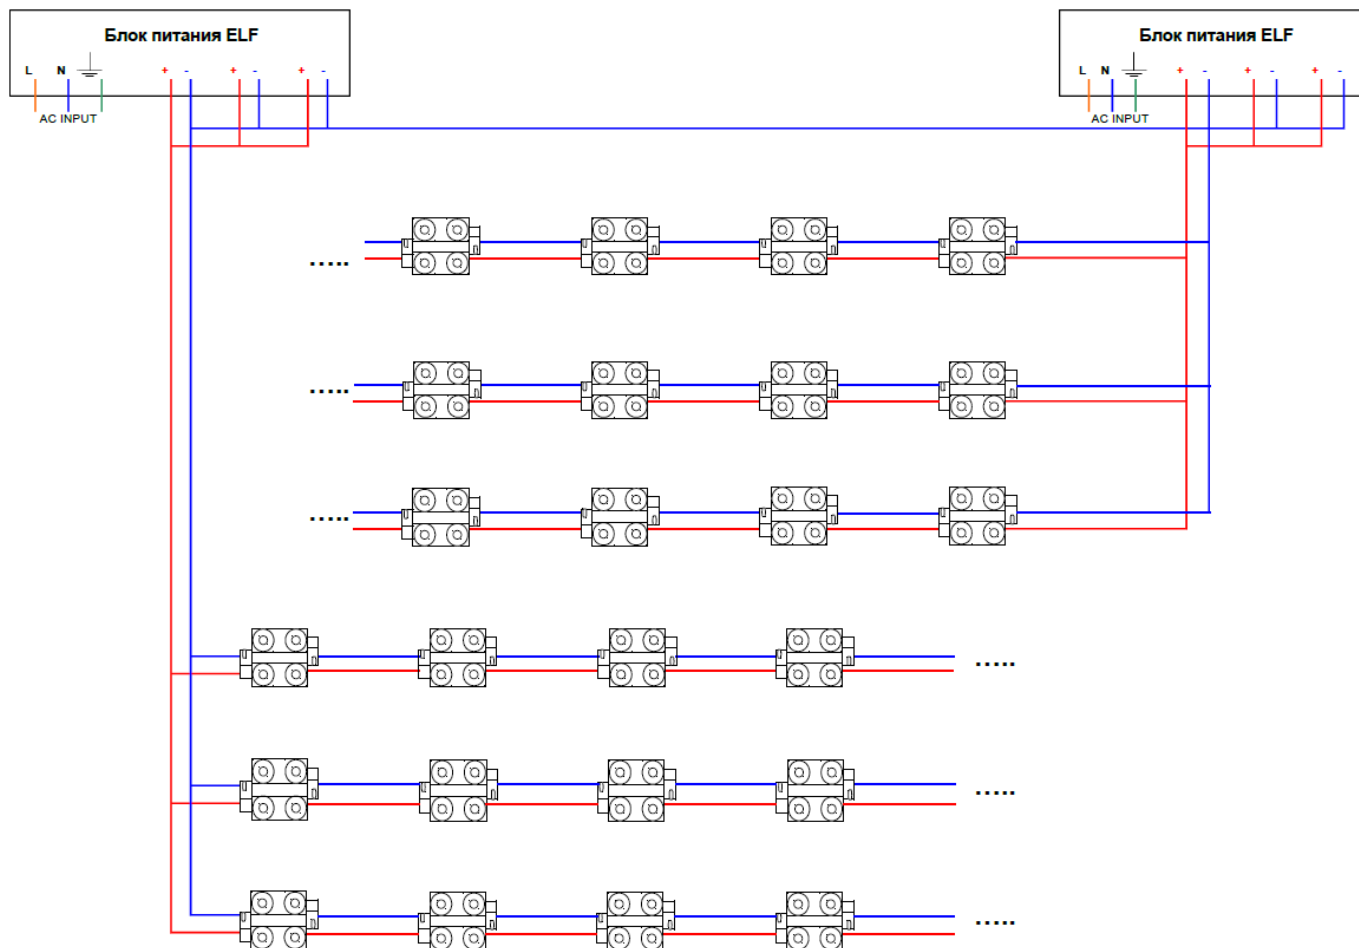 Блок питания ELF
L N + - + - + -
AC INPUT
Блок питания ELF
L N + - + - + -
AC INPUT
.....
.....
.....
.....
.....
.....